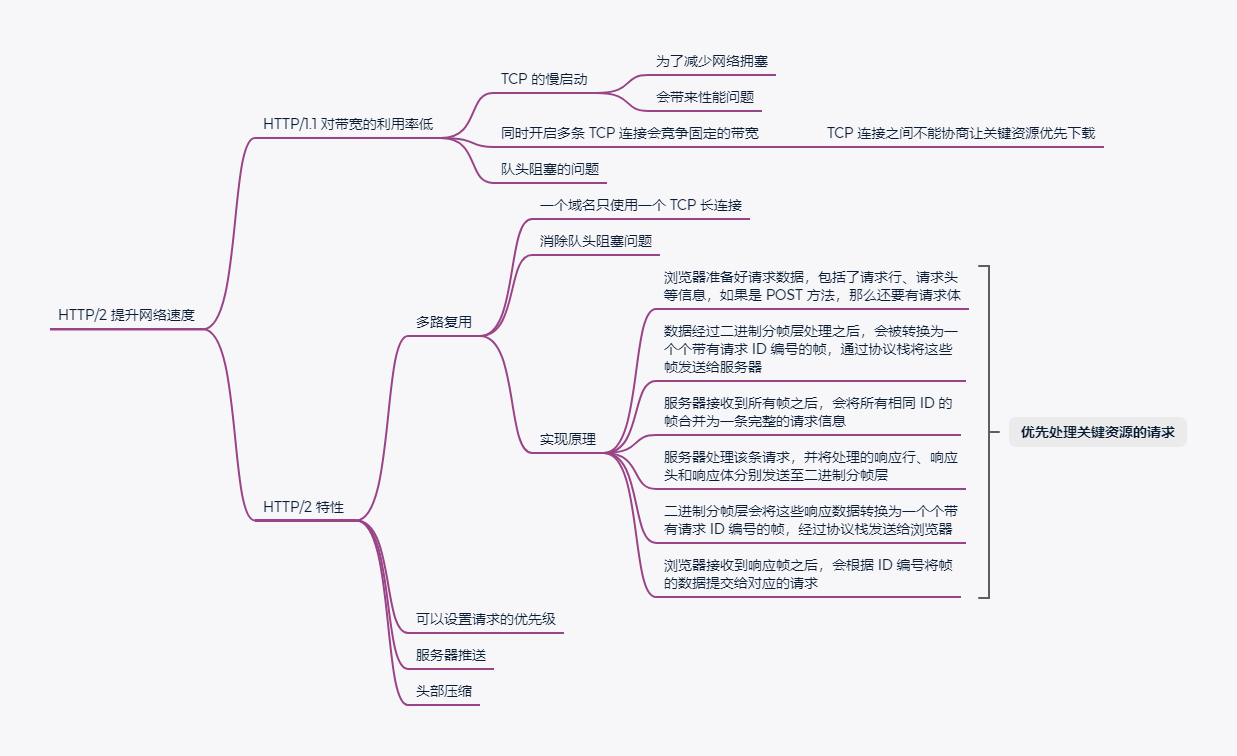 为了减少网络拥塞
TCP 的慢启动
会带来性能问题
HTTP/1.1 对带宽的利用率低
同时开启多条 TCP 连接会竞争固定的带宽
TCP 连接之间不能协商让关键资源优先下载
队头阻塞的问题
一个域名只使用一个 TCP 长连接
消除队头阻塞问题
浏览器准备好请求数据，包括了请求行、请求头
等信息，如果是 POST 方法，那么还要有请求体
HTTP/2 提升网络速度
多路复用
数据经过二进制分帧层处理之后，会被转换为一
个个带有请求 ID 编号的帧，通过协议栈将这些
帧发送给服务器
服务器接收到所有帧之后，会将所有相同 ID 的
帧合并为一条完整的请求信息
优先处理关键资源的请求
实现原理
服务器处理该条请求，并将处理的响应行、响应
头和响应体分别发送至二进制分帧层
HTTP/2 特性
二进制分帧层会将这些响应数据转换为一个个带
有请求 ID 编号的帧，经过协议栈发送给浏览器
浏览器接收到响应帧之后，会根据 ID 编号将帧
的数据提交给对应的请求
可以设置请求的优先级
服务器推送
头部压缩